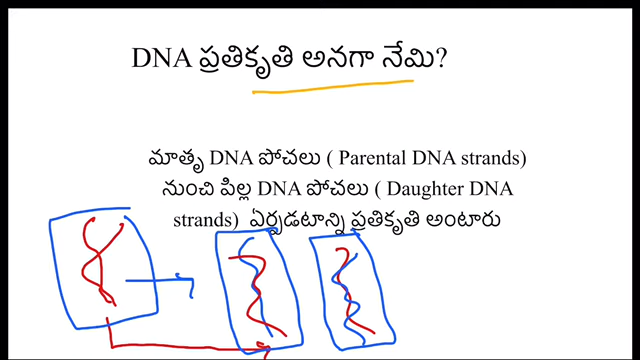 DNA ప్రతికృతి అనగా నేమి?
మాతృ DNA పోచలు ( Parental DNA strands)
నుంచి పిల్ల DNA పోచలు ( Daughter DNA
strands)  ఏర్పడటాన్ని ప్రతికృతి అంటారు